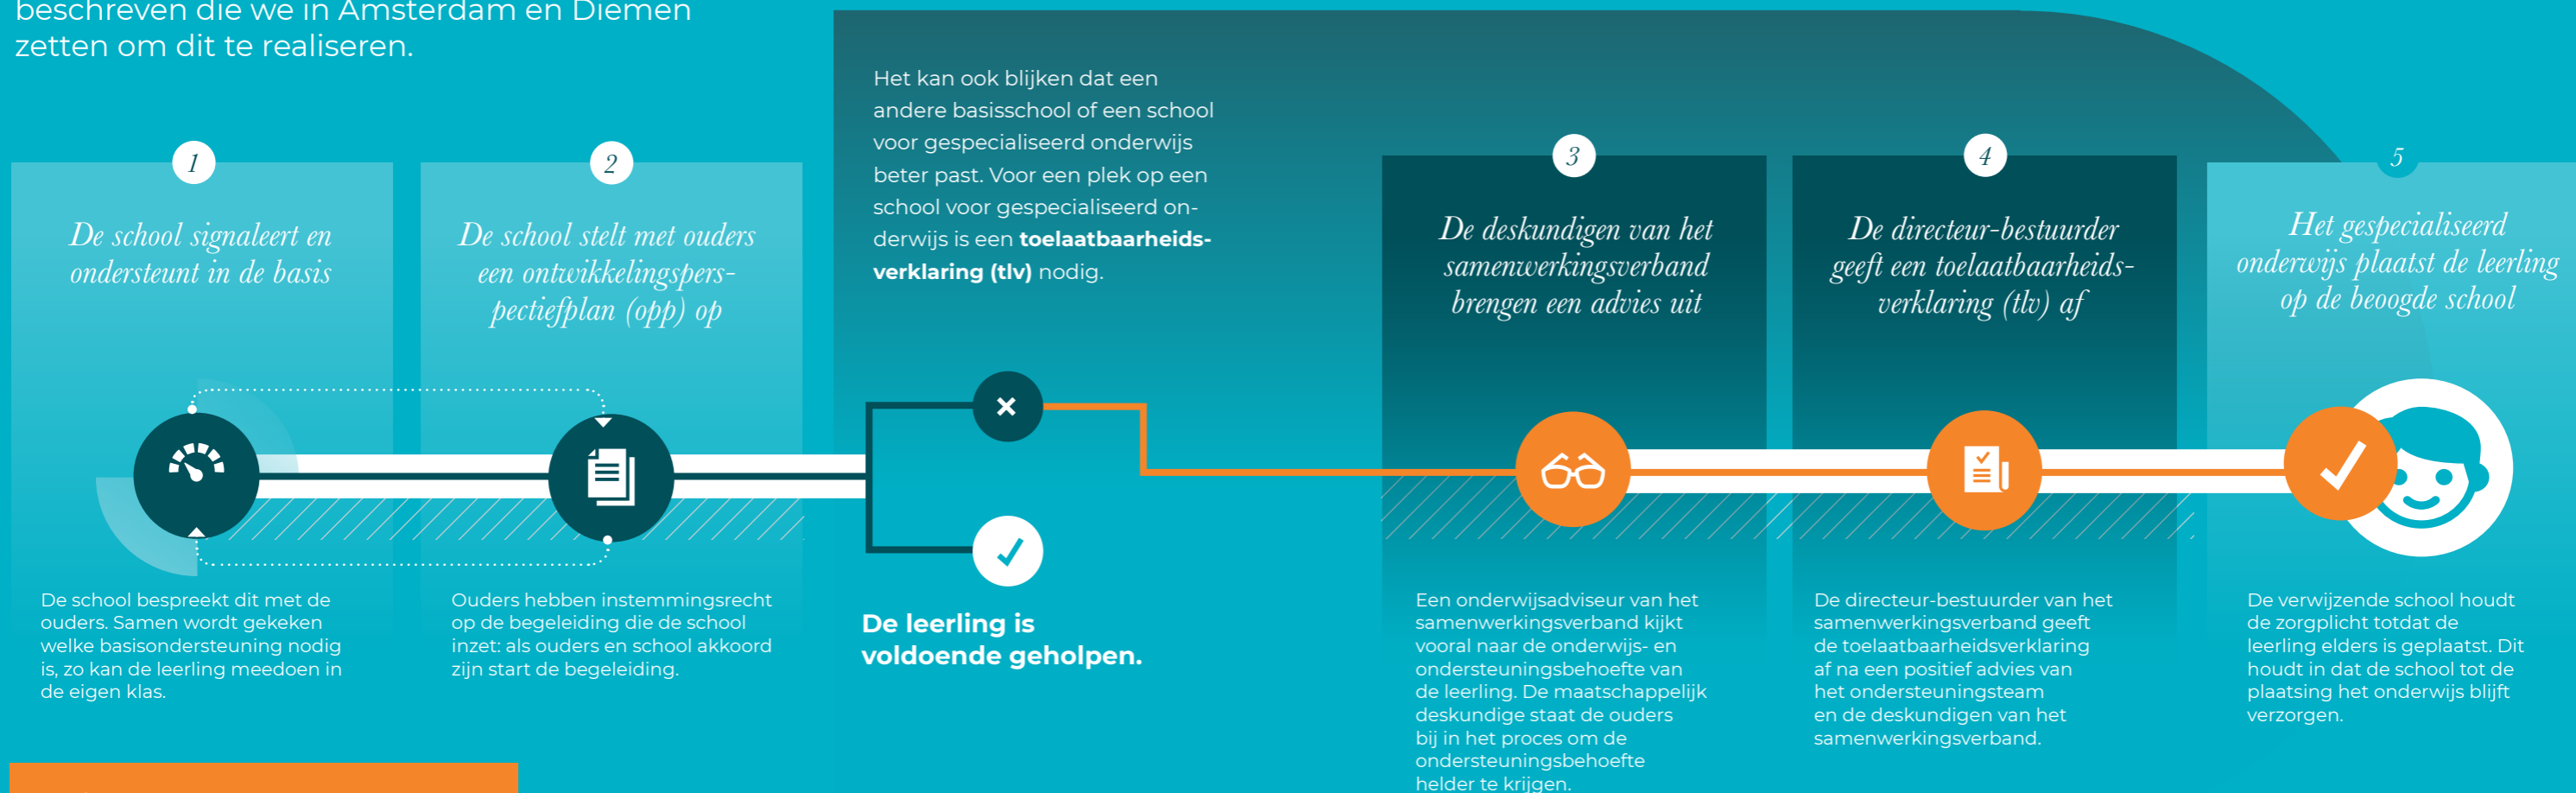 beschreven die we in Amsterdam en Diemen
zetten om dit te realiseren.
1
De school signaleert en
ondersteunt in de basis
De school bespreekt dit met de
ouders. Samen wordt gekeken
welke basisondersteuning nodig
is, zo kan de leerling meedoen in
de eigen klas.
2
De school stelt met ouders
een ontwikkelingspers-
pectiefplan (opp) op
Ouders hebben instemmingsrecht
op de begeleiding die de school
inzet: als ouders en school akkoord
zijn start de begeleiding.
Het kan ook blijken dat een
andere basisschool of een school
voor gespecialiseerd onderwijs
beter past. Voor een plek op een
school voor gespecialiseerd on-
derwijs is een toelaatbaarheids-
verklaring (tlv) nodig.
De leerling is
voldoende geholpen.
3
De deskundigen van het
samenwerkingsverband
brengen een advies uit
Een onderwijsadviseur van het
samenwerkingsverband kijkt
vooral naar de onderwijs- en
ondersteuningsbehoefte van
de leerling. De maatschappelijk
deskundige staat de ouders
bij in het proces om de
ondersteuningsbehoefte
helder te krijgen.
4
De directeur-bestuurder
geeft een toelaatbaarheids-
verklaring (tlv) af
De directeur-bestuurder van het
samenwerkingsverband geeft
de toelaatbaarheidsverklaring
af na een positief advies van
het ondersteuningsteam
en de deskundigen van het
samenwerkingsverband.
5
Het gespecialiseerd
onderwijs plaatst de leerling
op de beoogde school
De verwijzende school houdt
de zorgplicht totdat de
leerling elders is geplaatst. Dit
houdt in dat de school tot de
plaatsing het onderwijs blijft
verzorgen.